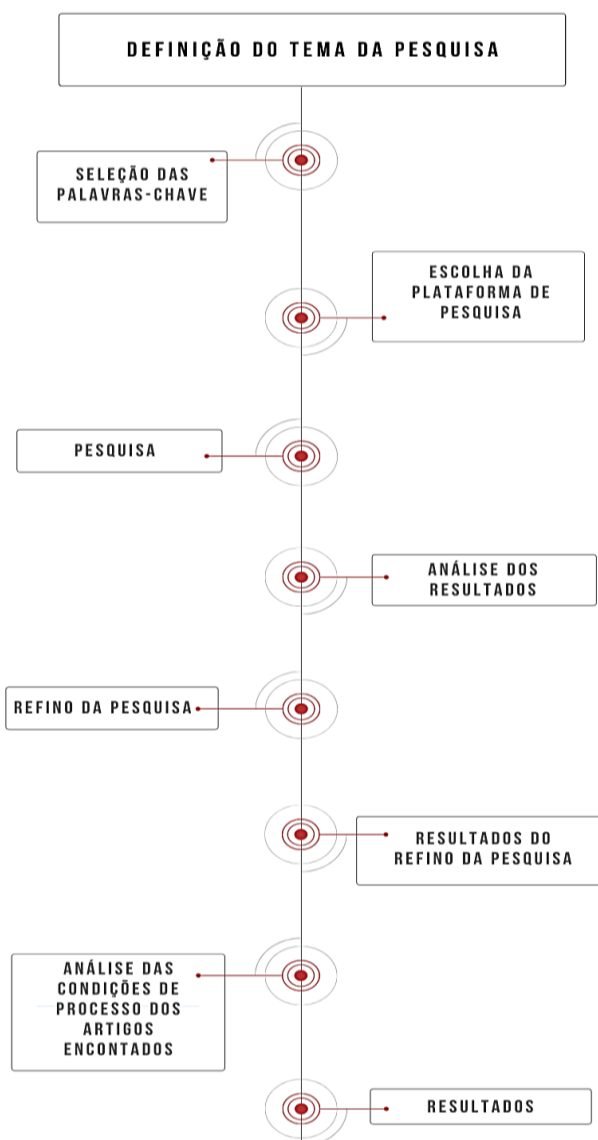 DEFINIÇÃO DO TEMA DA PESQUISA
SELEÇÃO DAS
PALAVRAS-CHAVE
ESCOLHA DA
PLATAFORMA DE
PESQUISA
PESQUISA
ANÁLISE DOS
RESULTADOS
REFINO DA PESQUISA
RESULTADOS DO
REFINO DA PESQUISA
ANÁLISE DAS
CONDIÇÕES DE
PROCESSO DOS
ARTIGOS
ENCONTADOS
RESULTADOS